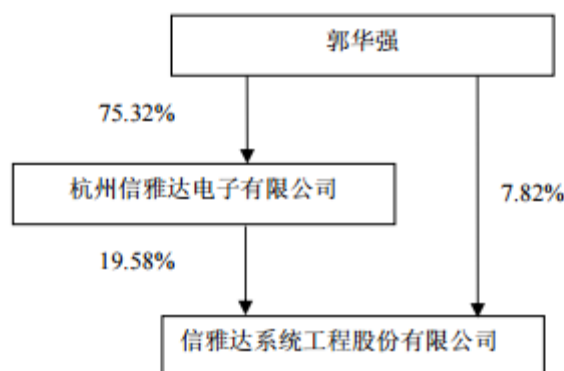 郭华强
75.32%
杭州信雅达电子有限公司
7.82%
19.58%
信雅达系统工程股份有限公司